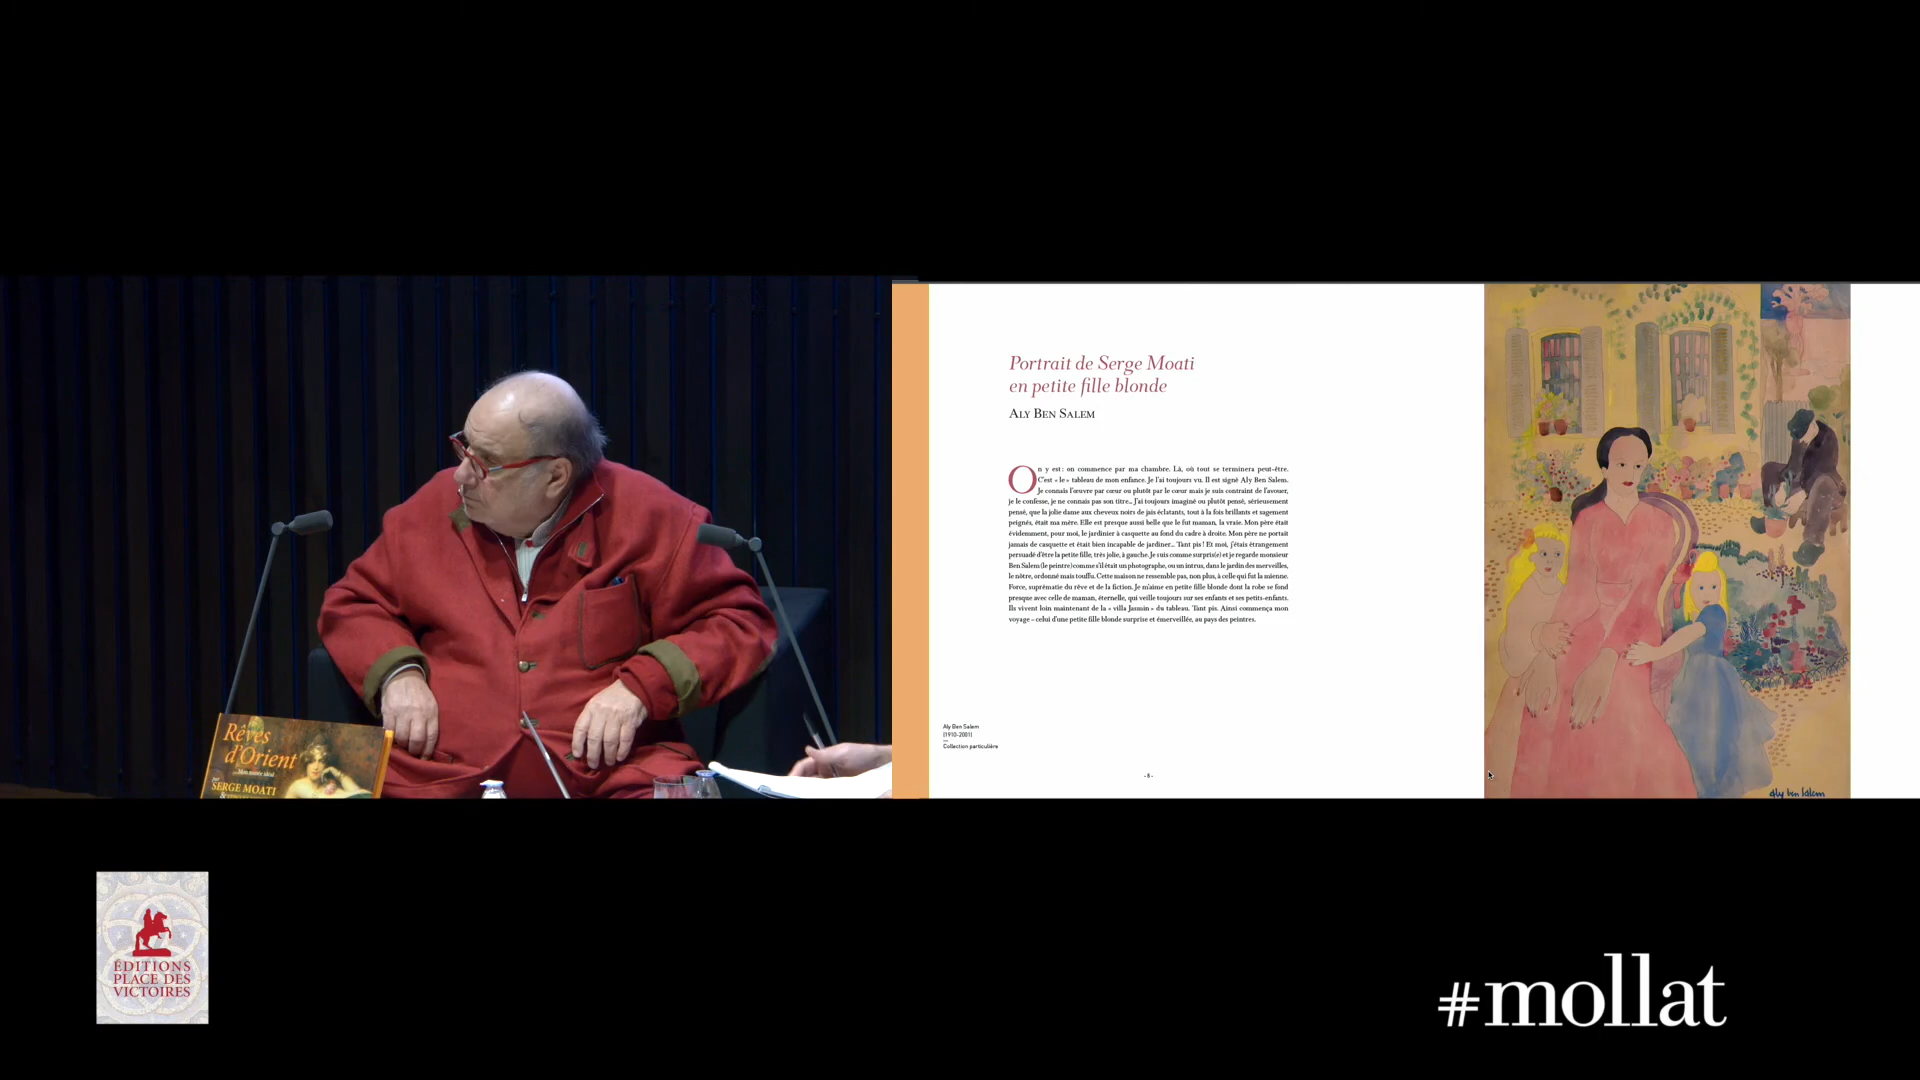 Portrait de Serge Moati
en petite fille blonde
ALY BEN SALEM
On y est : on commence par ma chambre. Là, où tout se terminera peut-être.
C'est « le » tableau de mon enfance. Je l'ai toujours vu. Il est signé Aly Ben Salem.
Je connais l'œuvre par cœur ou plutôt par le cœur mais je suis contraint de l'avouer,
je le confesse, je ne connais pas son titre... J'ai toujours imaginé ou plutôt pensé, sérieusement
pensé, que la jolie dame aux cheveux noirs de jais éclatants, tout à la fois brillants et sagement
peignés, était ma mère. Elle est presque aussi belle que le fut maman, la vraie. Mon père était
évidemment, pour moi, le jardinier à casquette au fond du cadre à droite. Mon père ne portait
jamais de casquette et était bien incapable de jardiner... Tant pis ! Et moi, j'étais étrangement
persuadé d'être la petite fille, très jolie, à gauche. Je suis comme surpris(e) et je regarde monsieur
Ben Salem (le peintre) comme s'il était un photographe, ou un intrus, dans le jardin des merveilles,
le nôtre, ordonné mais touffu. Cette maison ne ressemble pas, non plus, à celle qui fut la mienne.
Force, suprématie du rêve et de la fiction. Je m'aime en petite fille blonde dont la robe se fond
presque avec celle de maman, éternelle, qui veille toujours sur ses enfants et ses petits-enfants.
Ils vivent loin maintenant de la « villa Jasmin » du tableau. Tant pis. Ainsi commença mon
voyage – celui d'une petite fille blonde surprise et émerveillée, au pays des peintres.
Aly Ben Salem
(1910-2001)
—
Collection particulière
- 8 -
aly ben salem
Rêves
d'Orient
Mon musée idéal
par
SERGE MOATI
&
ÉDITIONS
PLACE DES
VICTOIRES
#mollat